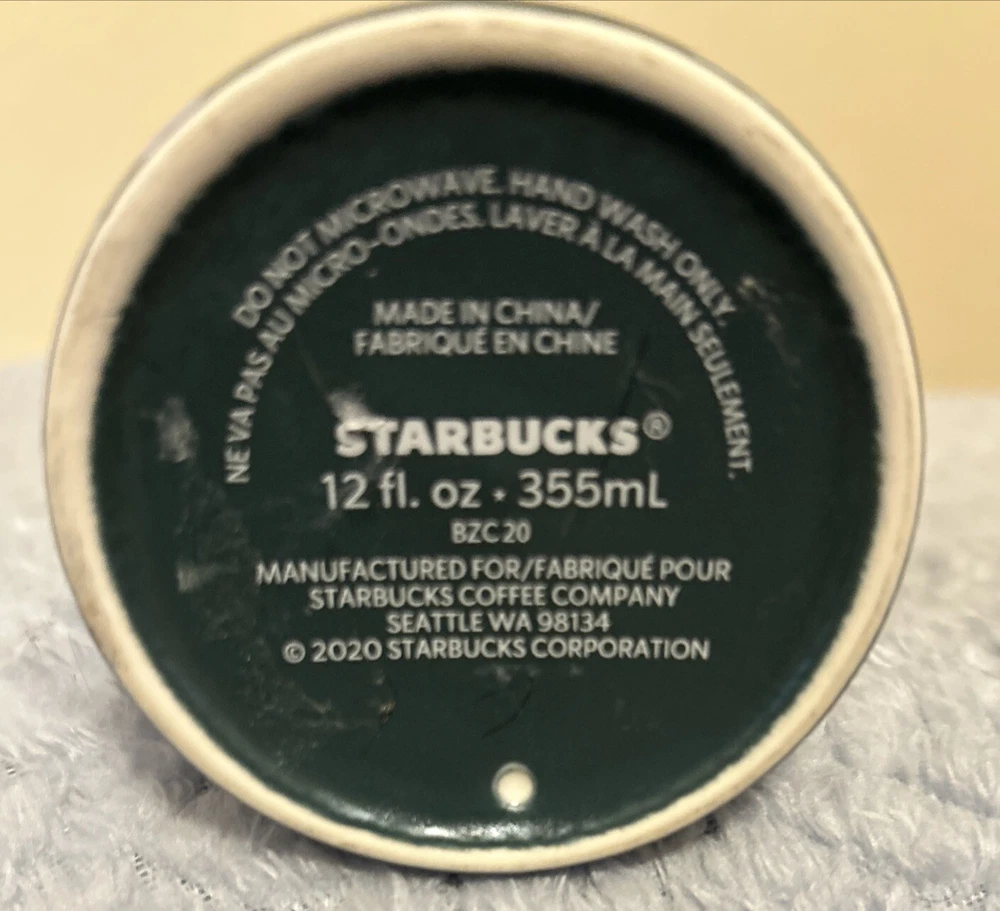 DO NOT MICROWAVE. HAND WASH ONLY.
NE VA PAS AU MICRO-ONDES. LAVER À LA MAIN SEULEMENT.
MADE IN CHINA/
FABRIQUÉ EN CHINE
STARBUCKS®
12 fl. oz • 355mL
BZC20
MANUFACTURED FOR/FABRIQUÉ POUR
STARBUCKS COFFEE COMPANY
SEATTLE WA 98134
© 2020 STARBUCKS CORPORATION